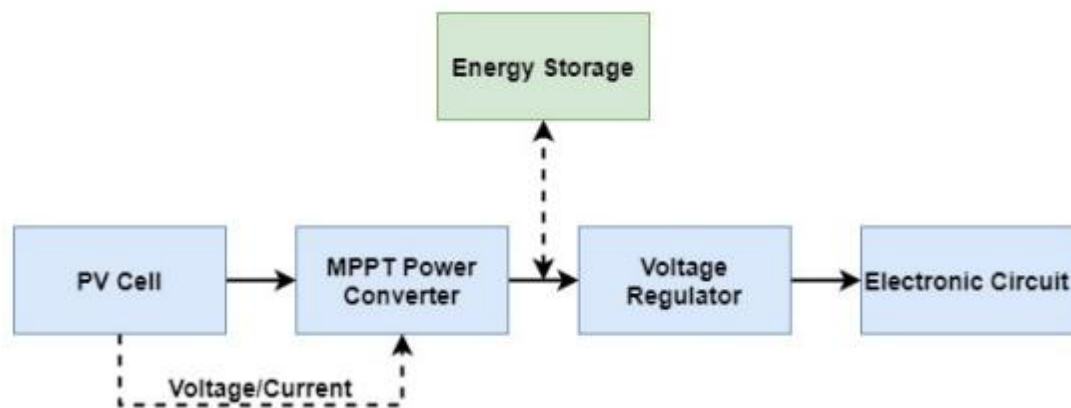 Energy Storage
PV Cell
MPPT Power
Converter
Voltage
Regulator
Electronic Circuit
Voltage/Current